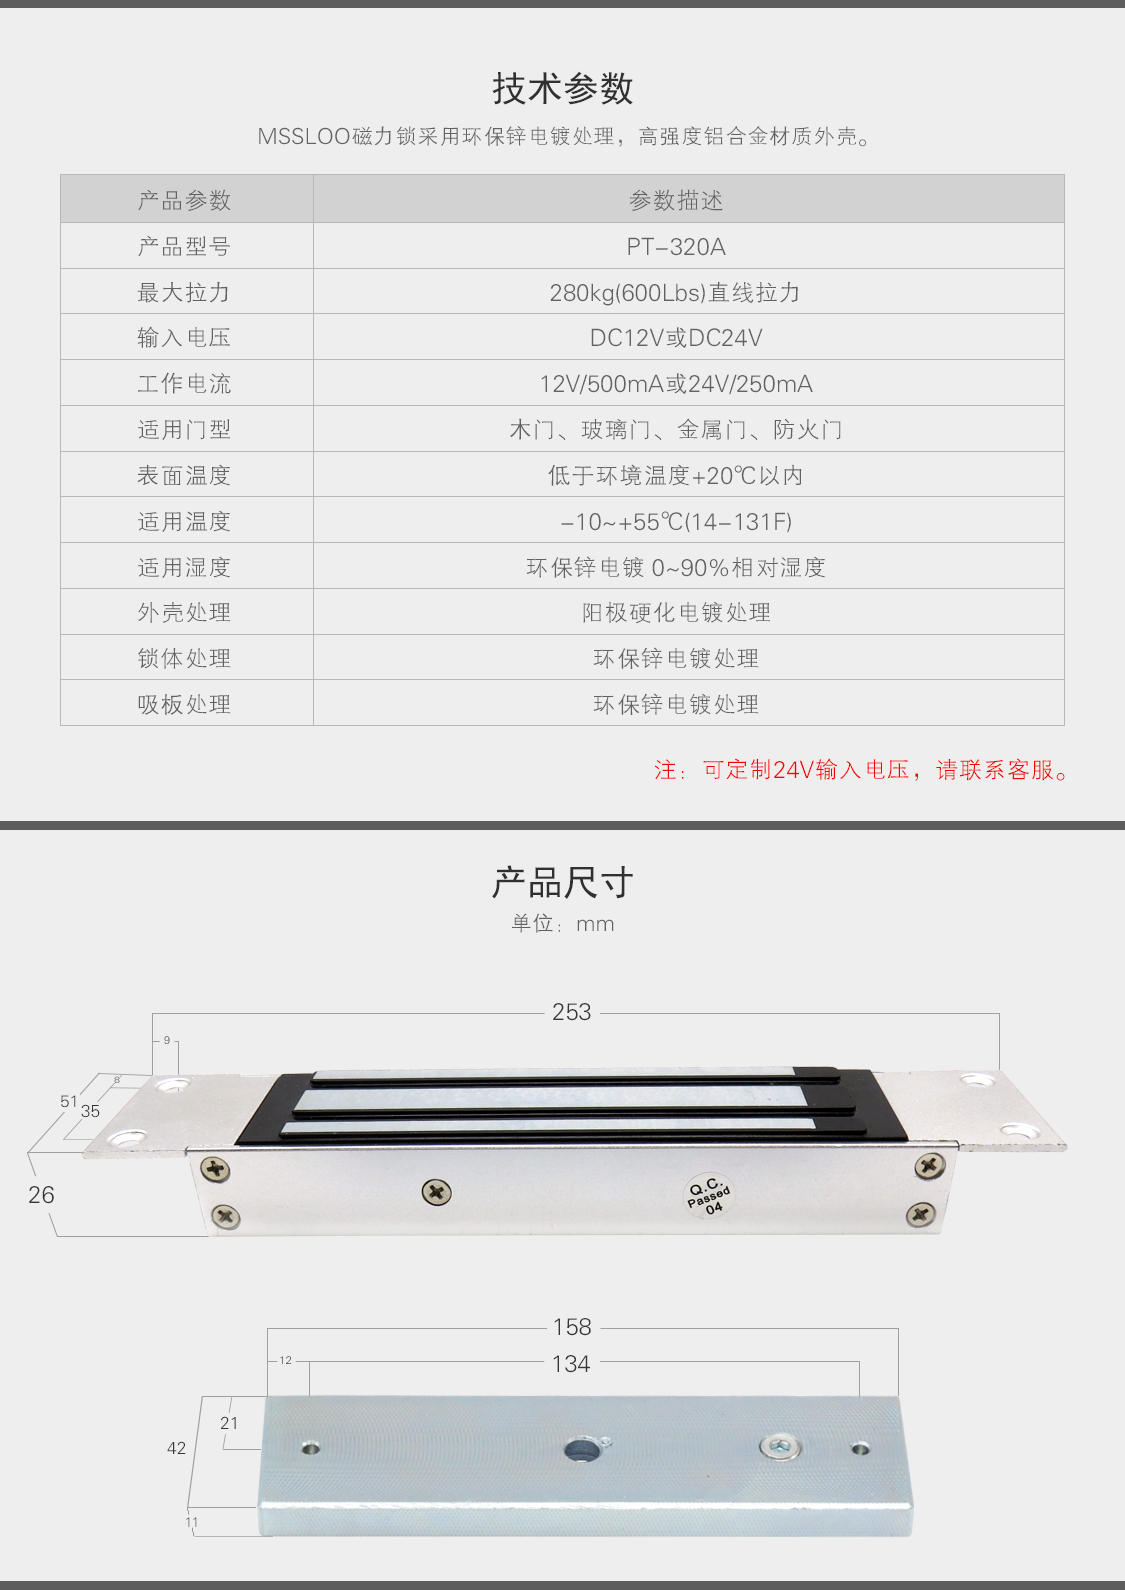 技术参数
MSSLOO磁力锁采用环保锌电镀处理，高强度铝合金材质外壳。
产品参数 参数描述
产品型号 PT-320A
最大拉力 280kg(600Lbs)直线拉力
输入电压 DC12V或DC24V
工作电流 12V/500mA或24V/250mA
适用门型 木门、玻璃门、金属门、防火门
表面温度 低于环境温度+20℃以内
适用温度 -10~+55℃(14-131F)
适用湿度 环保锌电镀 0~90%相对湿度
外壳处理 阳极硬化电镀处理
锁体处理 环保锌电镀处理
吸板处理 环保锌电镀处理
注：可定制24V输入电压，请联系客服。
产品尺寸
单位：mm
253
9
8
51
35
26
Q.C.
Passed
04
158
12
134
21
42
11